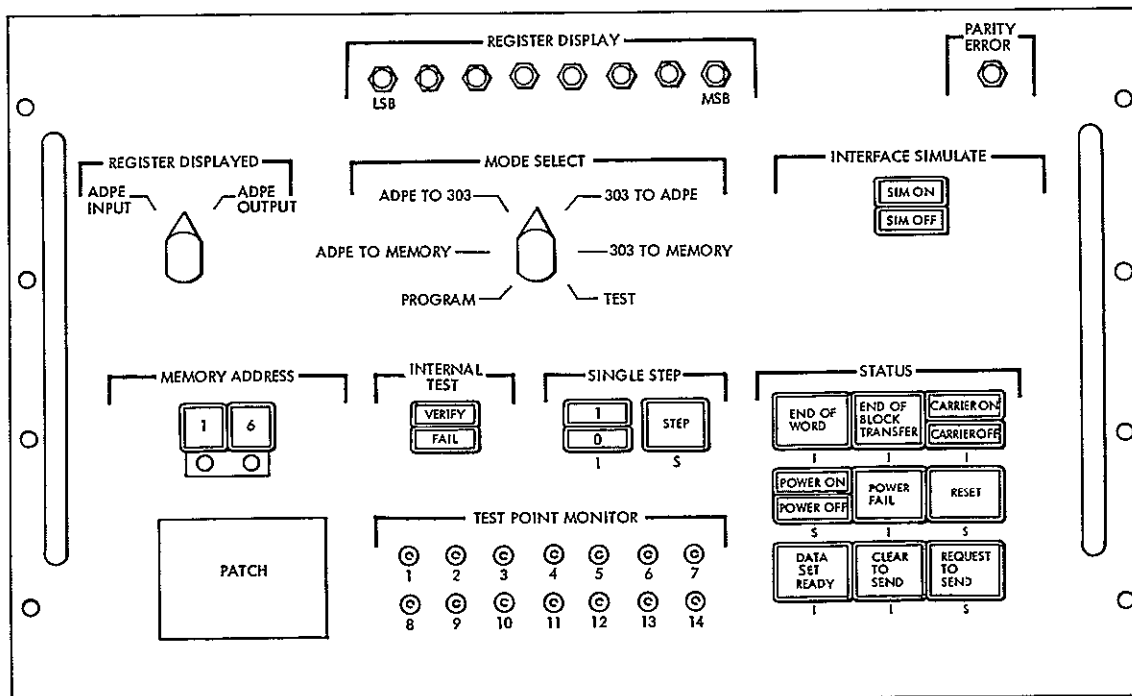 REGISTER DISPLAY
PARITY
ERROR
LSB
MSB
REGISTER DISPLAYED
ADPE
INPUT
ADPE
OUTPUT
MODE SELECT
ADPE TO 303
303 TO ADPE
ADPE TO MEMORY
303 TO MEMORY
PROGRAM
TEST
INTERFACE SIMULATE
SIM ON
SIM OFF
MEMORY ADDRESS
1 6
INTERNAL
TEST
VERIFY
FAIL
SINGLE STEP
1
0
I
STEP
S
STATUS
END OF
WORD
I
END OF
BLOCK
TRANSFER
I
CARRIER ON
CARRIER OFF
I
POWER ON
POWER OFF
S
POWER
FAIL
I
RESET
S
DATA
SET
READY
I
CLEAR
TO
SEND
I
REQUEST
TO
SEND
S
PATCH
TEST POINT MONITOR
1 2 3 4 5 6 7
8 9 10 11 12 13 14